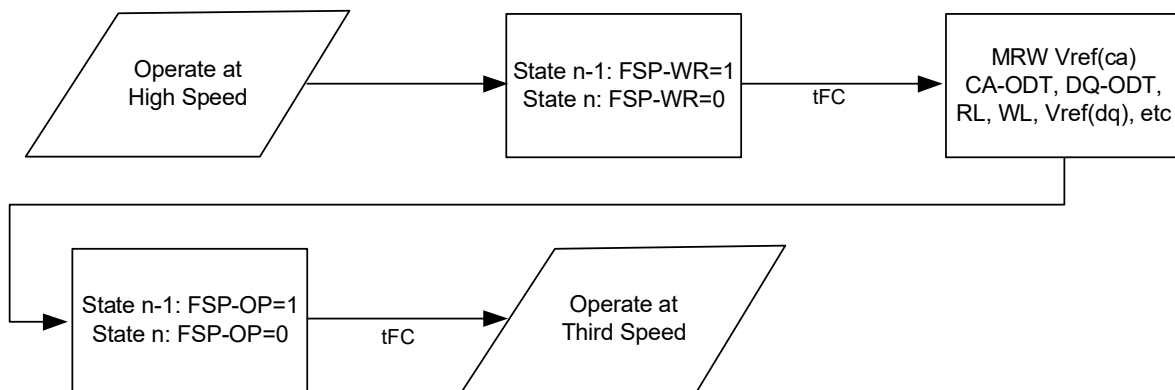 Operate at
High Speed
State n-1: FSP-WR=1
State n: FSP-WR=0
tFC
MRW Vref(ca)
CA-ODT, DQ-ODT,
RL, WL, Vref(dq), etc
State n-1: FSP-OP=1
State n: FSP-OP=0
tFC
Operate at
Third Speed